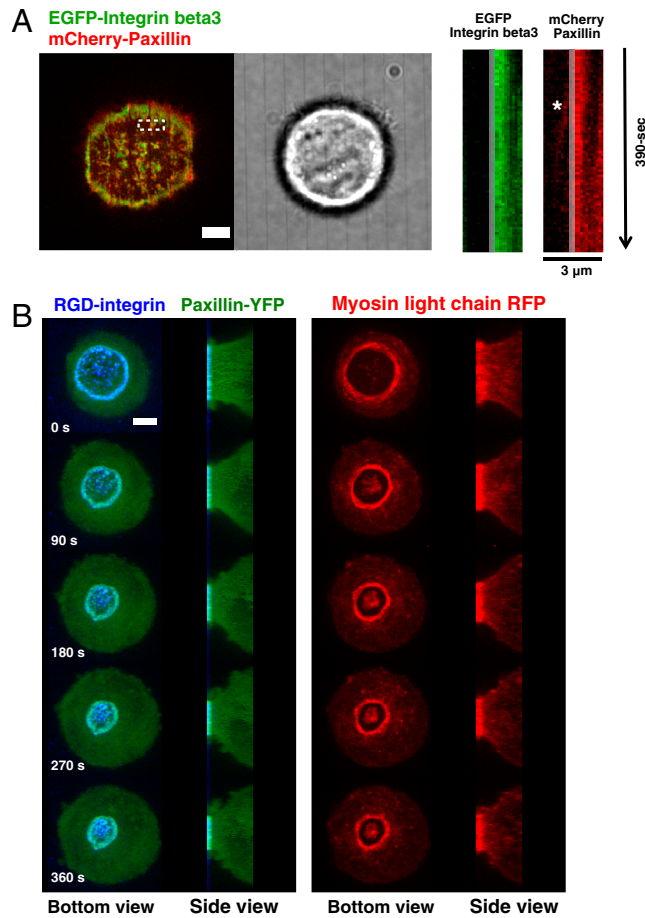 A
EGFP-Integrin beta3
mCherry-Paxillin
EGFP
Integrin beta3
mCherry
Paxillin
*
390-sec
3 µm
B
RGD-integrin
Paxillin-YFP
Myosin light chain RFP
0 s
90 s
180 s
270 s
360 s
Bottom view
Side view
Bottom view
Side view